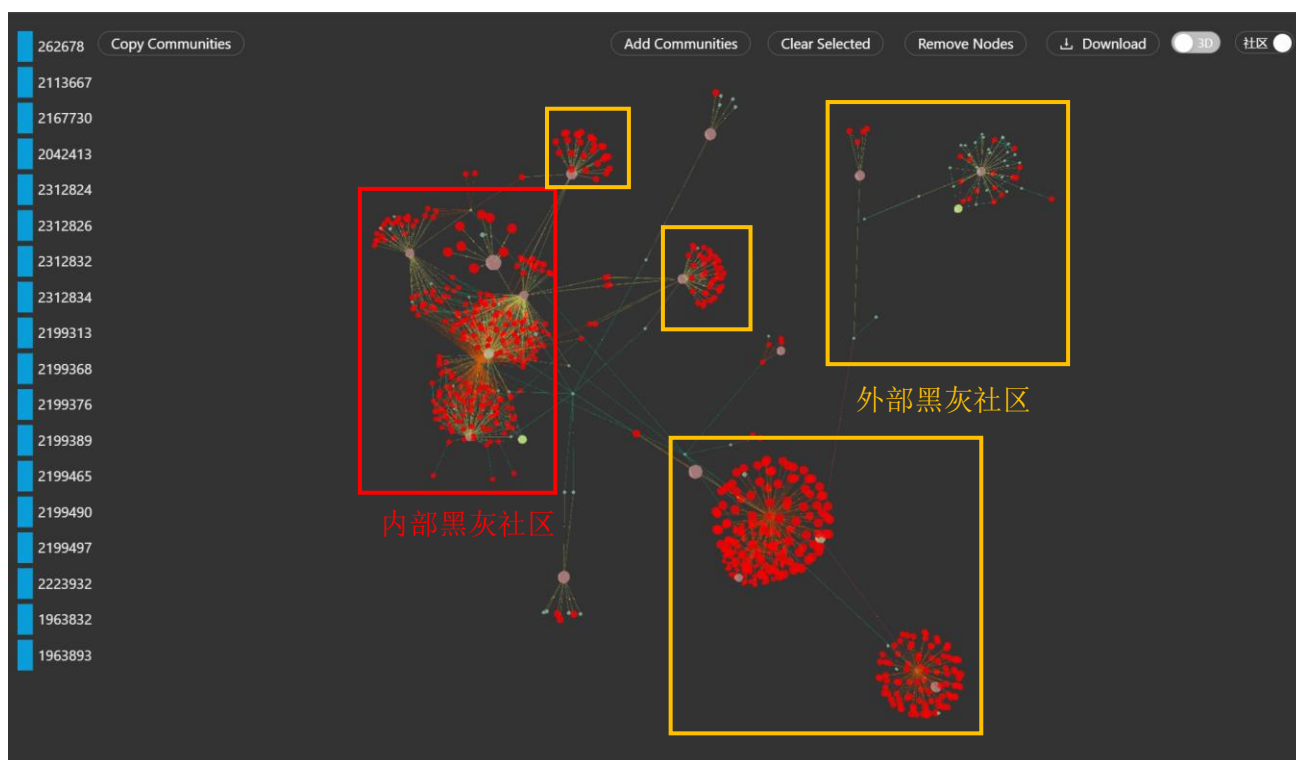 262678
Copy Communities
Add Communities
Clear Selected
Remove Nodes
Download
3D
社区
2113667
2167730
2042413
2312824
2312826
2312832
2312834
2199313
2199368
2199376
2199389
2199465
2199490
2199497
2223932
1963832
1963893
外部黑灰社区
内部黑灰社区